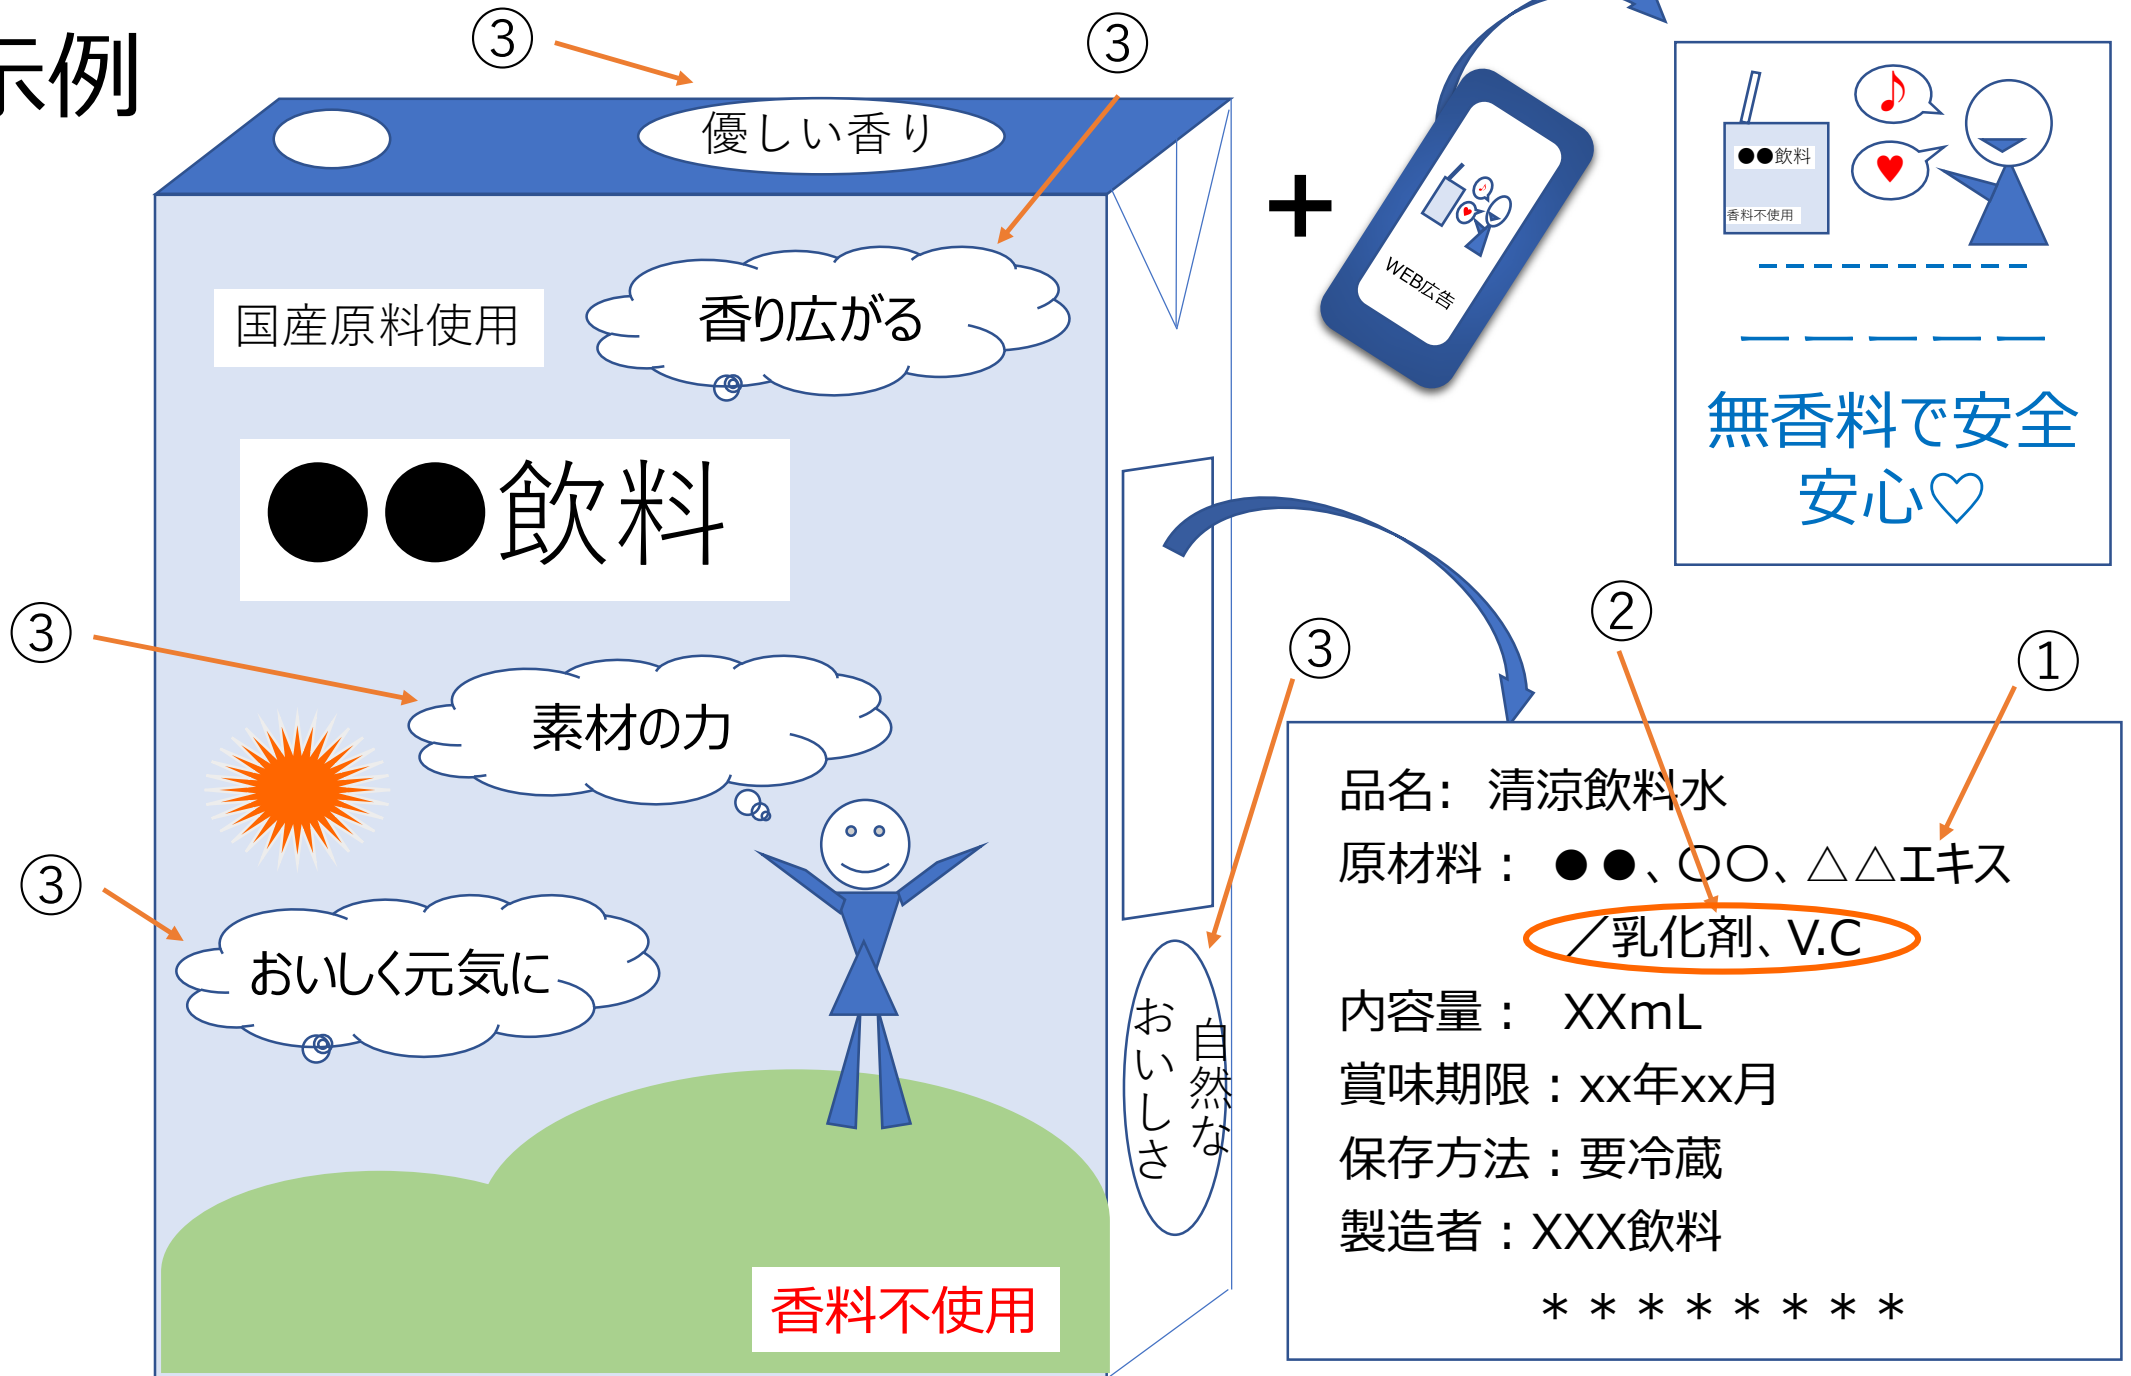 示例
③
③
優しい香り
国産原料使用
香り広がる
●●飲料
③
素材の力
③
おいしく元気に
香料不使用
自然な
おいしさ
③
+
WEB広告
♪
♥
●●飲料
香料不使用
無香料で安全
安心♡
②
①
品名: 清涼飲料水
原材料： ●●、〇〇、△△エキス
／乳化剤、V.C
内容量： XXmL
賞味期限：xx年xx月
保存方法：要冷蔵
製造者：XXX飲料
＊＊＊＊＊＊＊＊